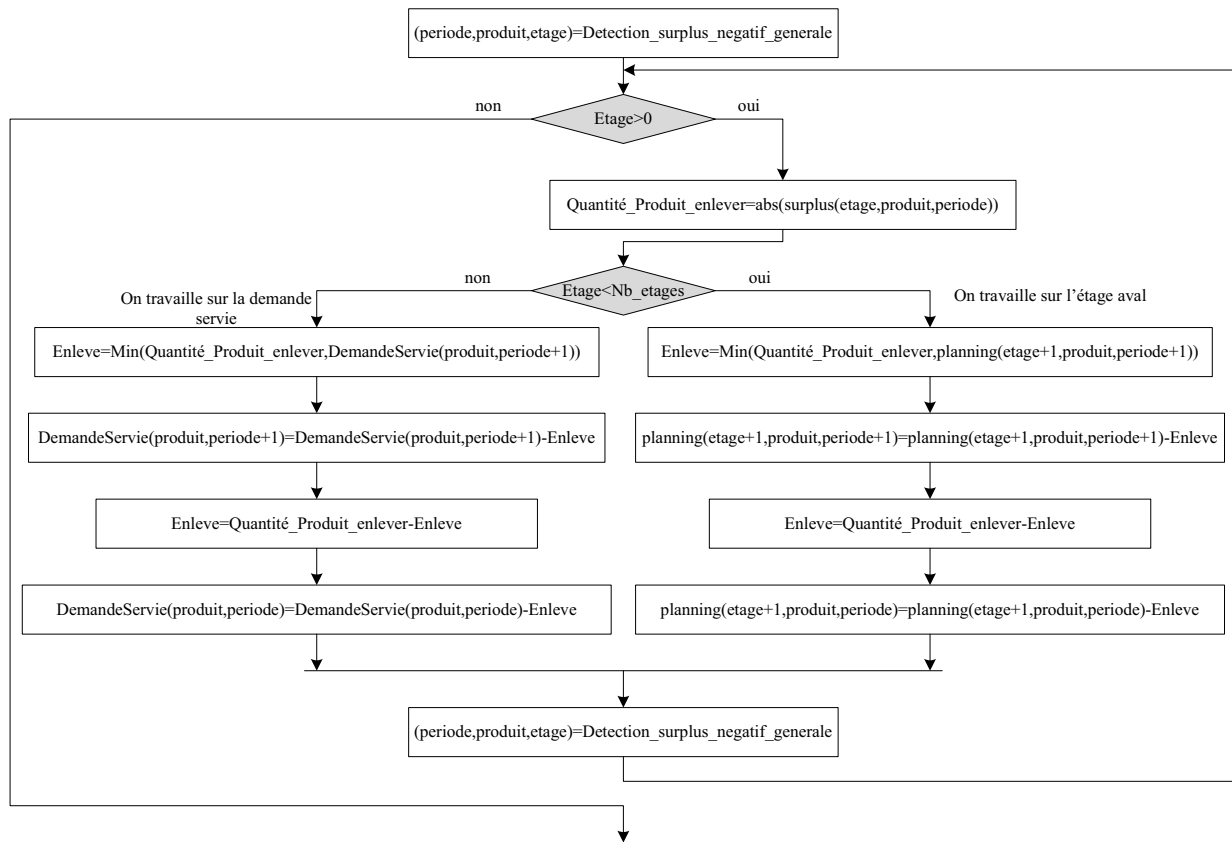 (periode,produit,etage)=Detection_surplus_negatif_generale
non
oui
Etage>0
Quantité_Produit_enlever=abs(surplus(etage,produit,periode))
non
oui
Etage<Nb_etages
On travaille sur la demande
servie
On travaille sur l’étage aval
Enleve=Min(Quantité_Produit_enlever,DemandeServie(produit,periode+1))
Enleve=Min(Quantité_Produit_enlever,planning(etage+1,produit,periode+1))
DemandeServie(produit,periode+1)=DemandeServie(produit,periode+1)-Enleve
planning(etage+1,produit,periode+1)=planning(etage+1,produit,periode+1)-Enleve
Enleve=Quantité_Produit_enlever-Enleve
Enleve=Quantité_Produit_enlever-Enleve
DemandeServie(produit,periode)=DemandeServie(produit,periode)-Enleve
planning(etage+1,produit,periode)=planning(etage+1,produit,periode)-Enleve
(periode,produit,etage)=Detection_surplus_negatif_generale